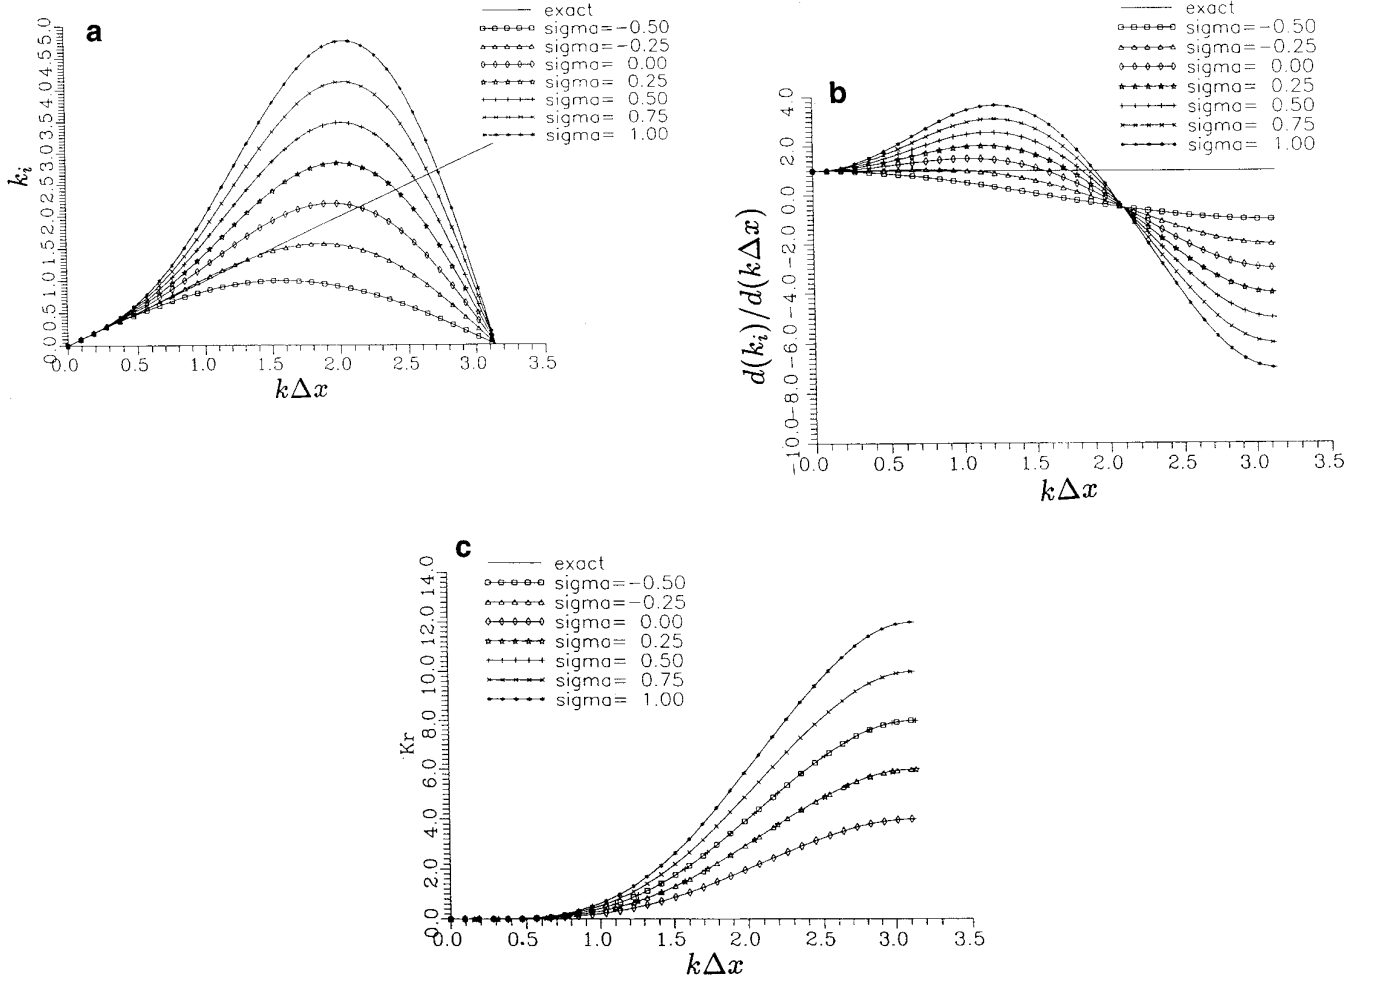 a
exact
sigma=-0.50
sigma=-0.25
sigma= 0.00
sigma= 0.25
sigma= 0.50
sigma= 0.75
sigma= 1.00
k_i
0.0 0.5 1.0 1.5 2.0 2.5 3.0 3.5 4.0 4.5 5.0
0.0 0.5 1.0 1.5 2.0 2.5 3.0 3.5
kΔx
b
exact
sigma=-0.50
sigma=-0.25
sigma= 0.00
sigma= 0.25
sigma= 0.50
sigma= 0.75
sigma= 1.00
d(k_i)/d(kΔx)
-10.0 -8.0 -6.0 -4.0 -2.0 0.0 2.0 4.0
0.0 0.5 1.0 1.5 2.0 2.5 3.0 3.5
kΔx
c
exact
sigma=-0.50
sigma=-0.25
sigma= 0.00
sigma= 0.25
sigma= 0.50
sigma= 0.75
sigma= 1.00
Kr
0.0 2.0 4.0 6.0 8.0 10.0 12.0 14.0
0.0 0.5 1.0 1.5 2.0 2.5 3.0 3.5
kΔx